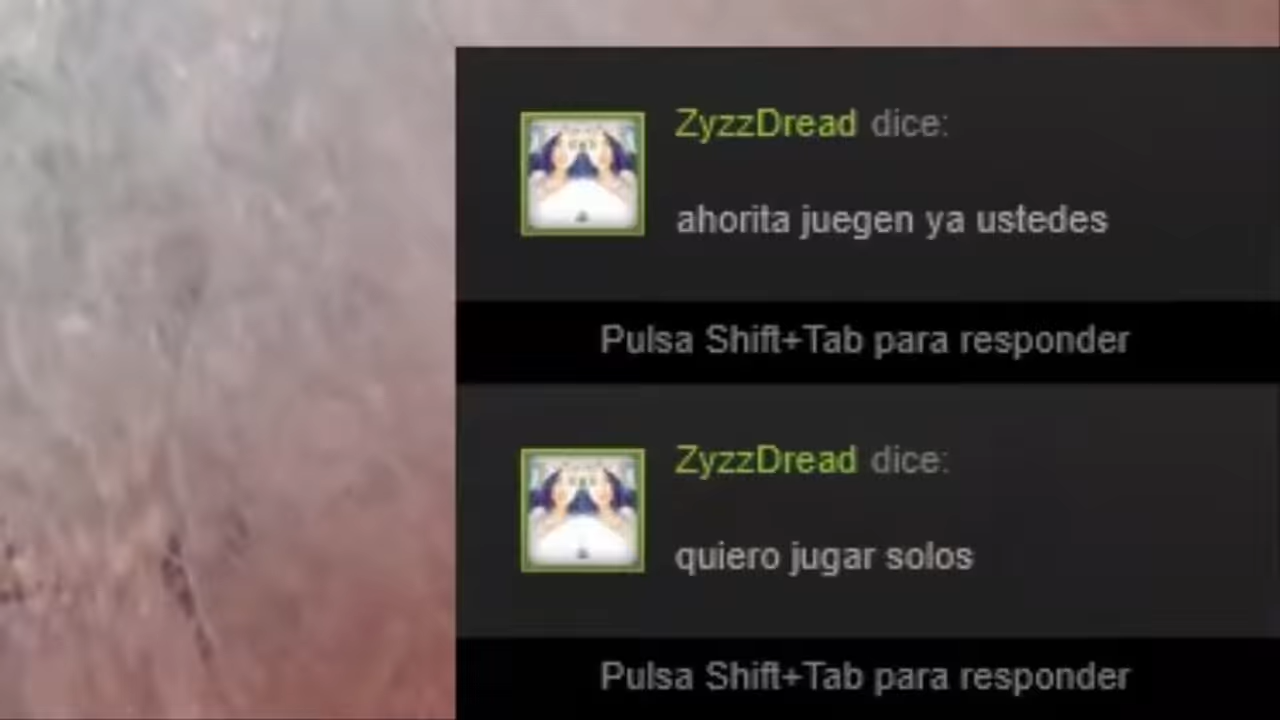 ZyzzDread dice:
ahorita juegen ya ustedes
Pulsa Shift+Tab para responder
ZyzzDread dice:
quiero jugar solos
Pulsa Shift+Tab para responder